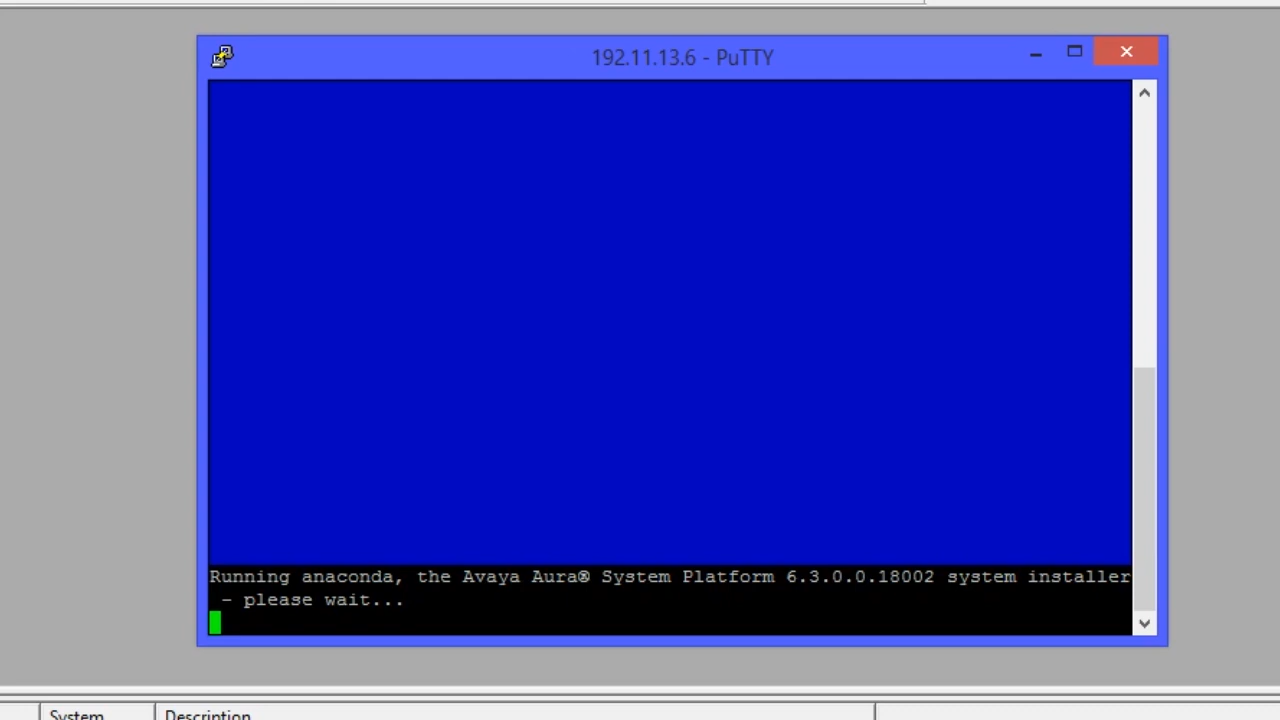 192.11.13.6 - PuTTY
Running anaconda, the Avaya Aura® System Platform 6.3.0.0.18002 system installer
- please wait...
System Description